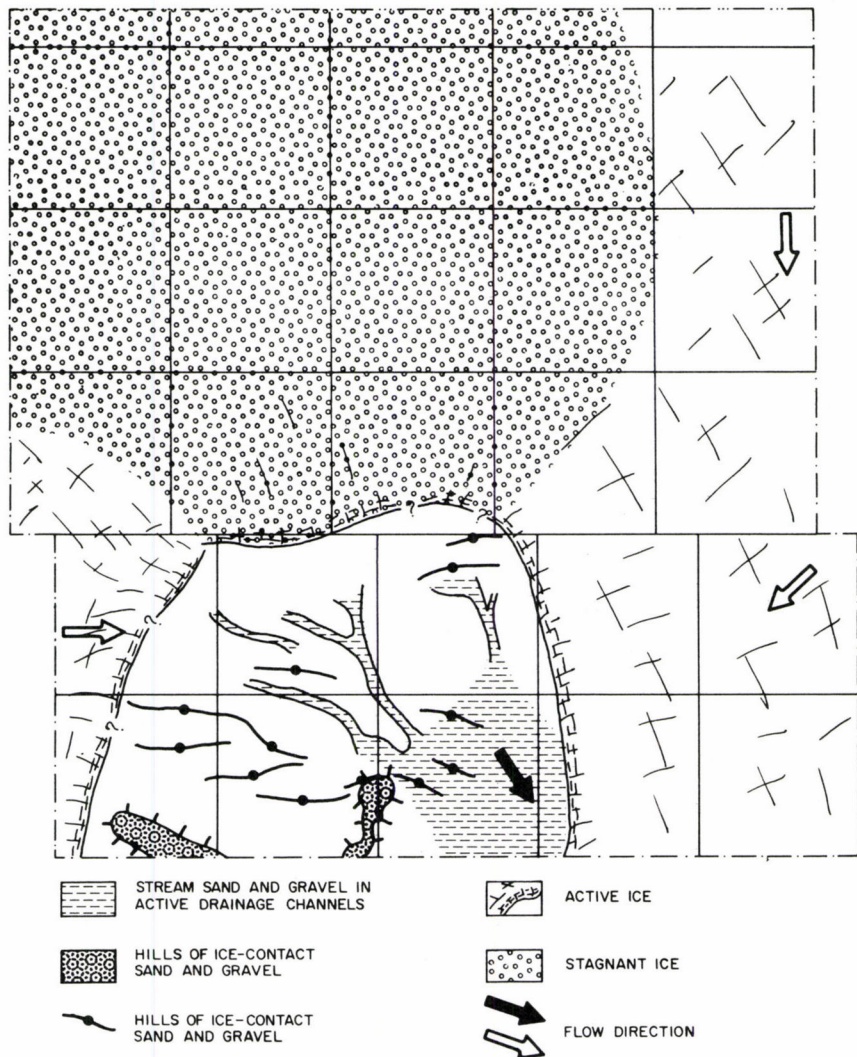 ?
?
?
?
STREAM SAND AND GRAVEL IN
ACTIVE DRAINAGE CHANNELS
HILLS OF ICE-CONTACT
SAND AND GRAVEL
HILLS OF ICE-CONTACT
SAND AND GRAVEL
ACTIVE ICE
STAGNANT ICE
FLOW DIRECTION